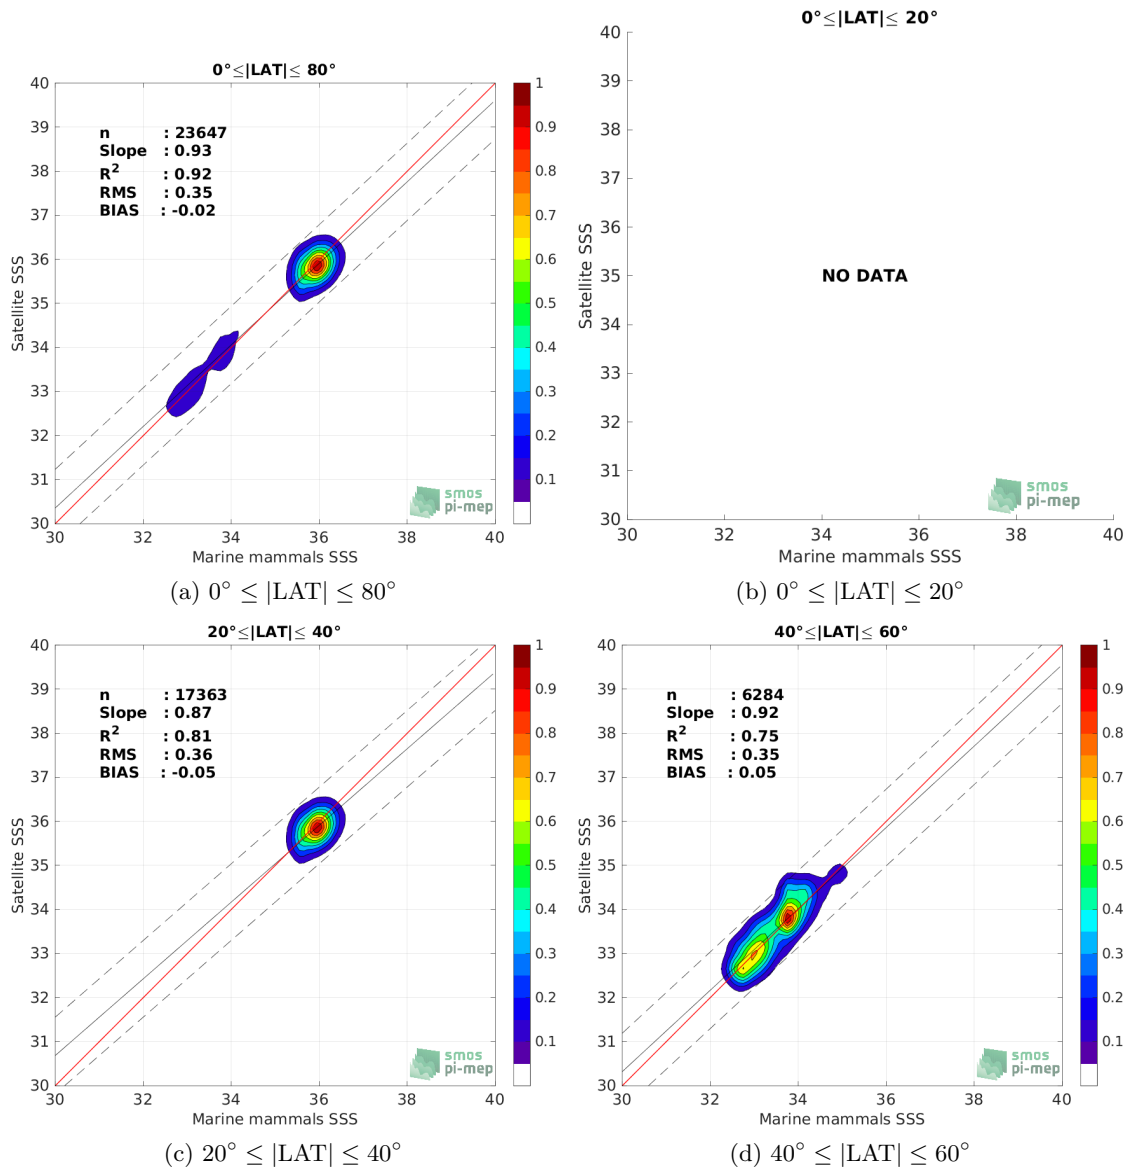 0°≤|LAT|≤ 80°
n : 23647
Slope : 0.93
R² : 0.92
RMS : 0.35
BIAS : -0.02
40
39
38
37
36
35
34
33
32
31
30
30
32
34
36
38
40
Satellite SSS
Marine mammals SSS
1
0.9
0.8
0.7
0.6
0.5
0.4
0.3
0.2
0.1
smos
pi-mep
(a) 0° ≤ |LAT| ≤ 80°
0°≤|LAT|≤ 20°
40
39
38
37
36
35
34
33
32
31
30
30
32
34
36
38
40
Satellite SSS
NO DATA
Marine mammals SSS
smos
pi-mep
(b) 0° ≤ |LAT| ≤ 20°
20°≤|LAT|≤ 40°
n : 17363
Slope : 0.87
R² : 0.81
RMS : 0.36
BIAS : -0.05
40
39
38
37
36
35
34
33
32
31
30
30
32
34
36
38
40
Satellite SSS
Marine mammals SSS
1
0.9
0.8
0.7
0.6
0.5
0.4
0.3
0.2
0.1
smos
pi-mep
(c) 20° ≤ |LAT| ≤ 40°
40°≤|LAT|≤ 60°
n : 6284
Slope : 0.92
R² : 0.75
RMS : 0.35
BIAS : 0.05
40
39
38
37
36
35
34
33
32
31
30
30
32
34
36
38
40
Satellite SSS
Marine mammals SSS
1
0.9
0.8
0.7
0.6
0.5
0.4
0.3
0.2
0.1
smos
pi-mep
(d) 40° ≤ |LAT| ≤ 60°